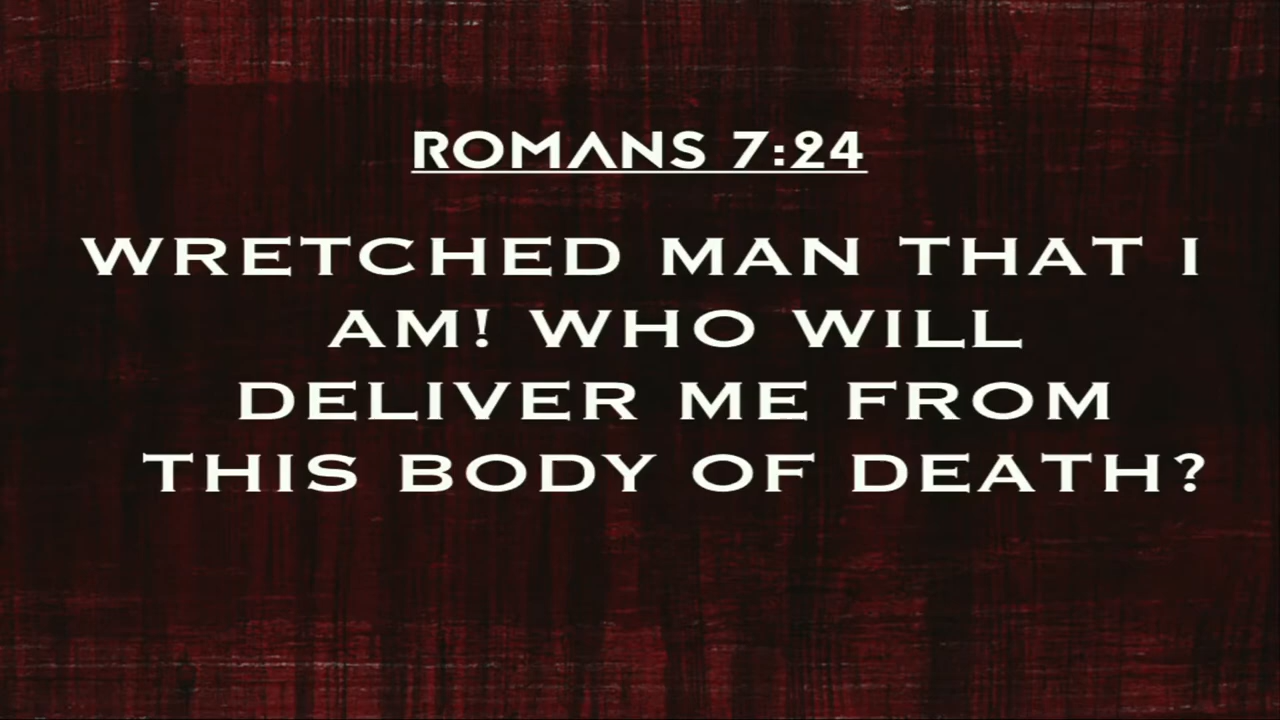 ROMANS 7:24
WRETCHED MAN THAT I
AM! WHO WILL
DELIVER ME FROM
THIS BODY OF DEATH?